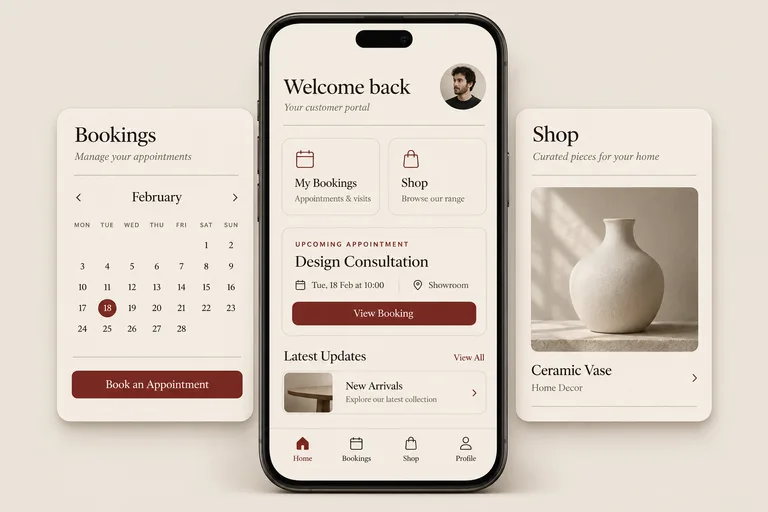 Bookings
Manage your appointments
February
MON TUE WED THU FRI SAT SUN
1 2
3 4 5 6 7 8 9
10 11 12 13 14 15 16
17 18 19 20 21 22 23
24 25 26 27 28
Book an Appointment
Welcome back
Your customer portal
My Bookings
Appointments & visits
Shop
Browse our range
UPCOMING APPOINTMENT
Design Consultation
Tue, 18 Feb at 10:00
Showroom
View Booking
Latest Updates
View All
New Arrivals
Explore our latest collection
Home
Bookings
Shop
Profile
Shop
Curated pieces for your home
Ceramic Vase
Home Decor